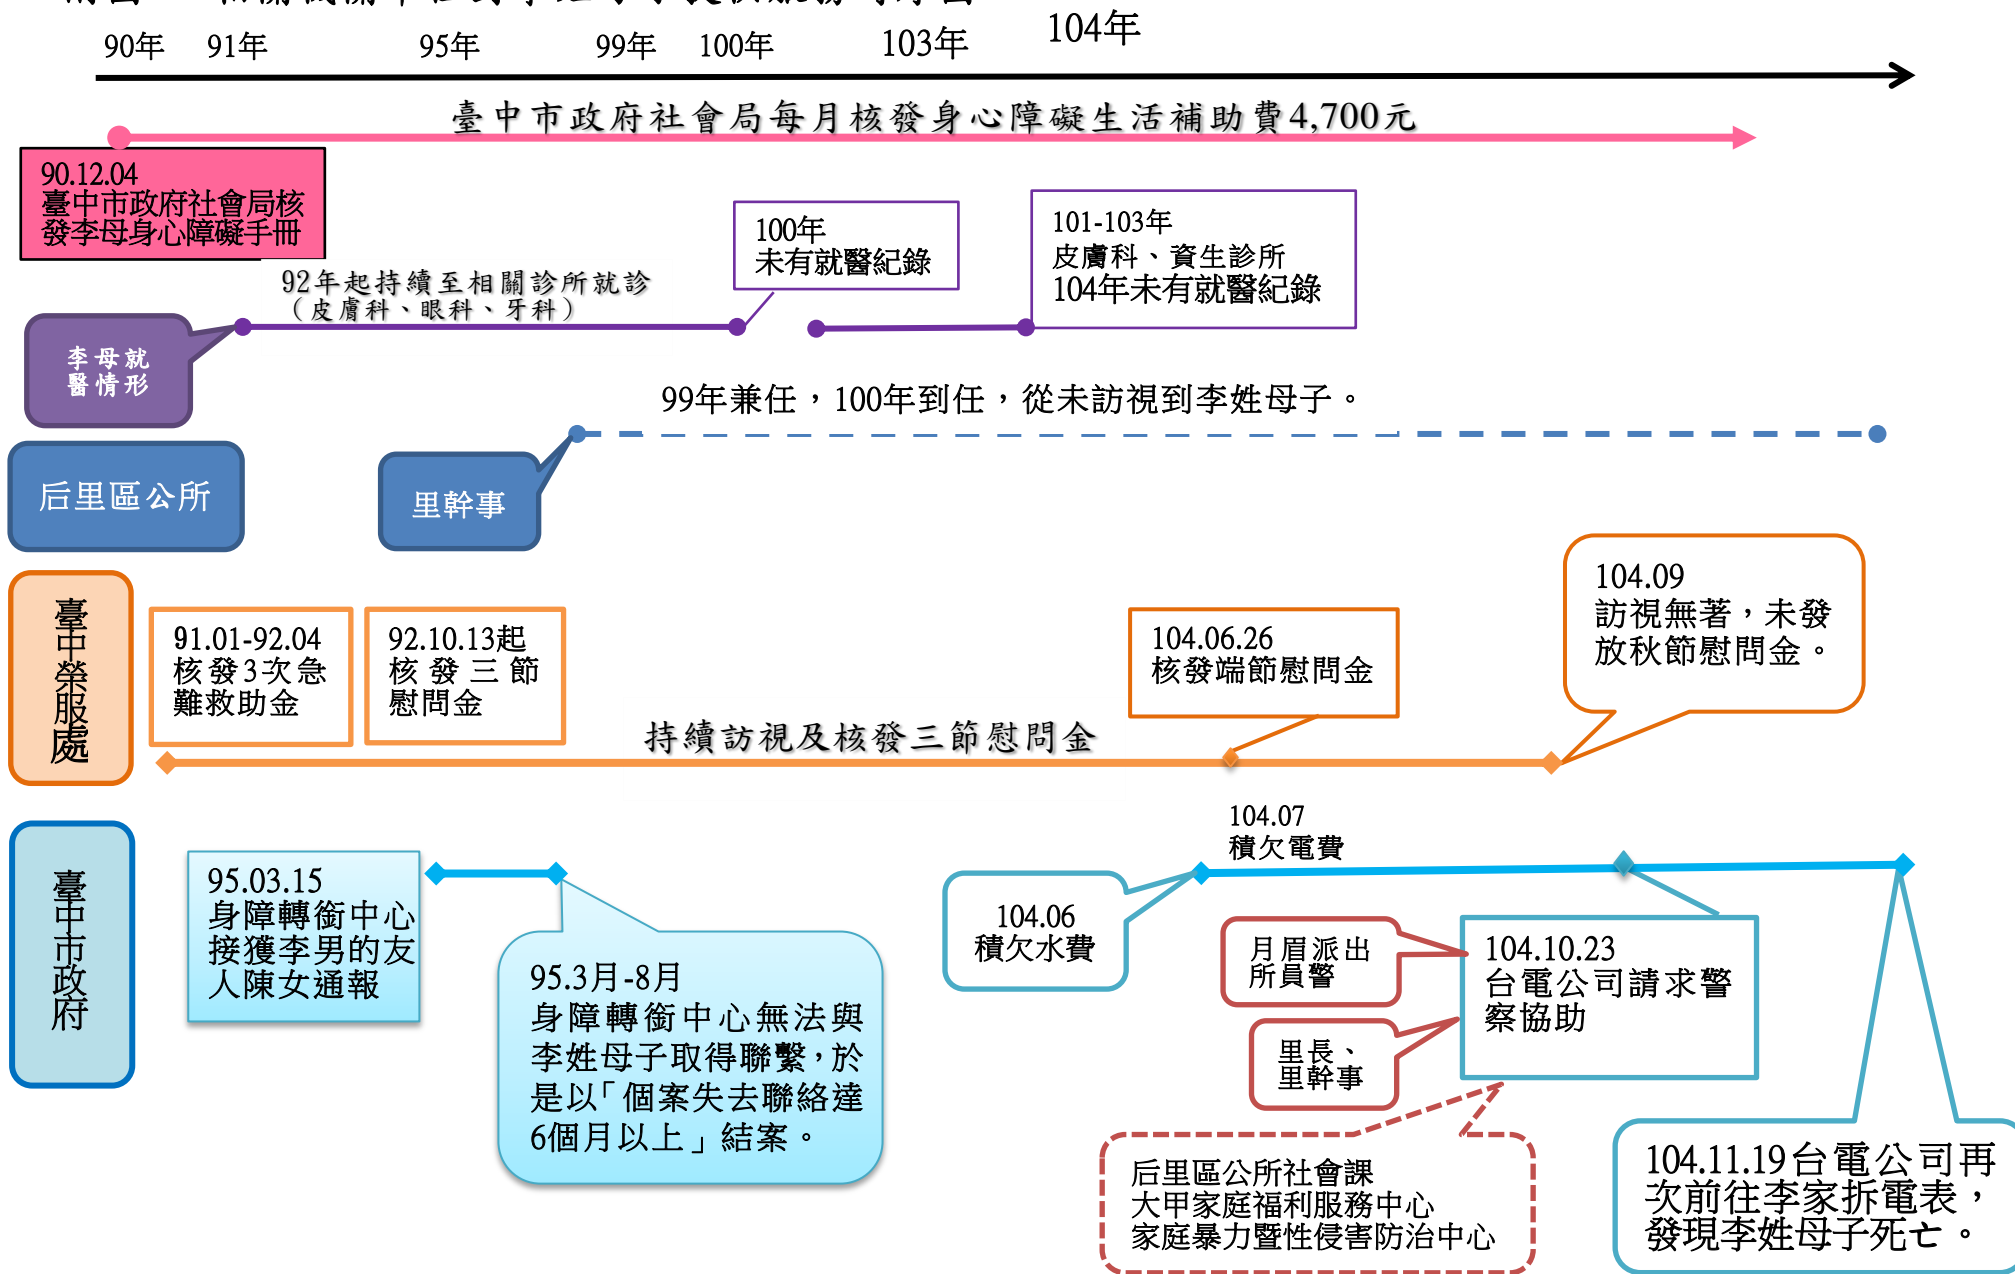 90年 91年 95年 99年 100年 103年 104年
臺中市政府社會局每月核發身心障礙生活補助費4,700元
90.12.04
臺中市政府社會局核
發李母身心障礙手冊
92年起持續至相關診所就診
（皮膚科、眼科、牙科）
100年
未有就醫紀錄
101-103年
皮膚科、資生診所
104年未有就醫紀錄
李母就
醫情形
99年兼任，100年到任，從未訪視到李姓母子。
后里區公所
里幹事
臺中榮服處
91.01-92.04
核發3次急
難救助金
92.10.13起
核發三節
慰問金
持續訪視及核發三節慰問金
104.06.26
核發端節慰問金
104.09
訪視無著，未發
放秋節慰問金。
臺中市政府
95.03.15
身障轉銜中心
接獲李男的友
人陳女通報
95.3月-8月
身障轉銜中心無法與
李姓母子取得聯繫，於
是以「個案失去聯絡達
6個月以上」結案。
104.06
積欠水費
104.07
積欠電費
月眉派出
所員警
里長、
里幹事
104.10.23
台電公司請求警
察協助
后里區公所社會課
大甲家庭福利服務中心
家庭暴力暨性侵害防治中心
104.11.19台電公司再
次前往李家拆電表，
發現李姓母子死亡。